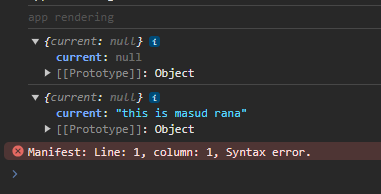 app rendering
▼ {current: null} i
current: null
▶ [[Prototype]]: Object
▼ {current: null} i
current: "this is masud rana"
▶ [[Prototype]]: Object
Manifest: Line: 1, column: 1, Syntax error.
>